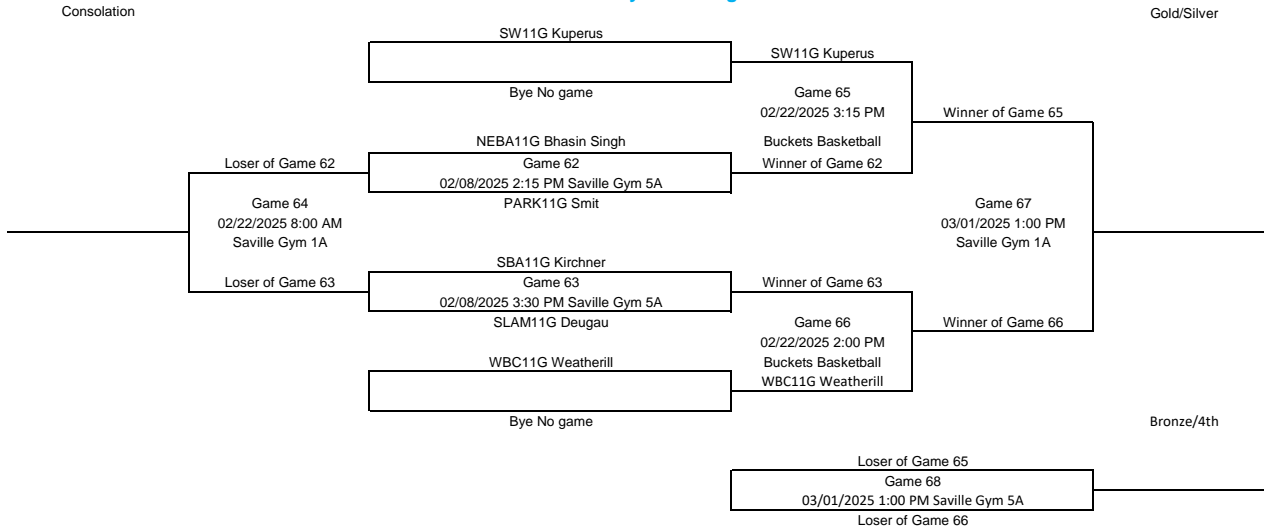 Consolation
Gold/Silver
SW11G Kuperus
SW11G Kuperus
Bye No game
Game 65
02/22/2025 3:15 PM
Winner of Game 65
NEBA11G Bhasin Singh
Buckets Basketball
Loser of Game 62
Game 62
Winner of Game 62
02/08/2025 2:15 PM Saville Gym 5A
Game 64
PARK11G Smit
Game 67
02/22/2025 8:00 AM
03/01/2025 1:00 PM
Saville Gym 1A
Saville Gym 1A
SBA11G Kirchner
Loser of Game 63
Game 63
Winner of Game 63
02/08/2025 3:30 PM Saville Gym 5A
SLAM11G Deugau
Game 66
Winner of Game 66
02/22/2025 2:00 PM
WBC11G Weatherill
Buckets Basketball
WBC11G Weatherill
Bye No game
Bronze/4th
Loser of Game 65
Game 68
03/01/2025 1:00 PM Saville Gym 5A
Loser of Game 66